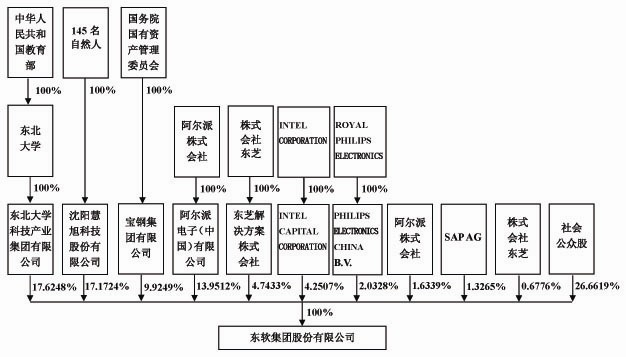 中华人
民共和
国教育
部
145 名
自然人
国务院
国有资
产管理
委员会
100%
100%
100%
东北
大学
阿尔派
株式
会社
株式
会社
东芝
INTEL
CORPORATION
ROYAL
PHILIPS
ELECTRONICS
100%
100%
100%
100%
100%
东北大学
科技产业
集团有限
公司
沈阳慧
旭科技
股份有
限公司
宝钢集
团有限
公司
阿尔派
电子(中
国)有限
公司
东芝解
决方案
株式
会社
INTEL
CAPITAL
CORPORATION
PHILIPS
ELECTRONICS
CHINA
B.V.
阿尔派
株式
会社
SAP AG
株式
会社
东芝
社会
公众股
17.6248%
17.1724%
9.9249%
13.9512%
4.7433%
4.2507%
2.0328%
1.6339%
1.3265%
0.6776%
26.6619%
100%
东软集团股份有限公司